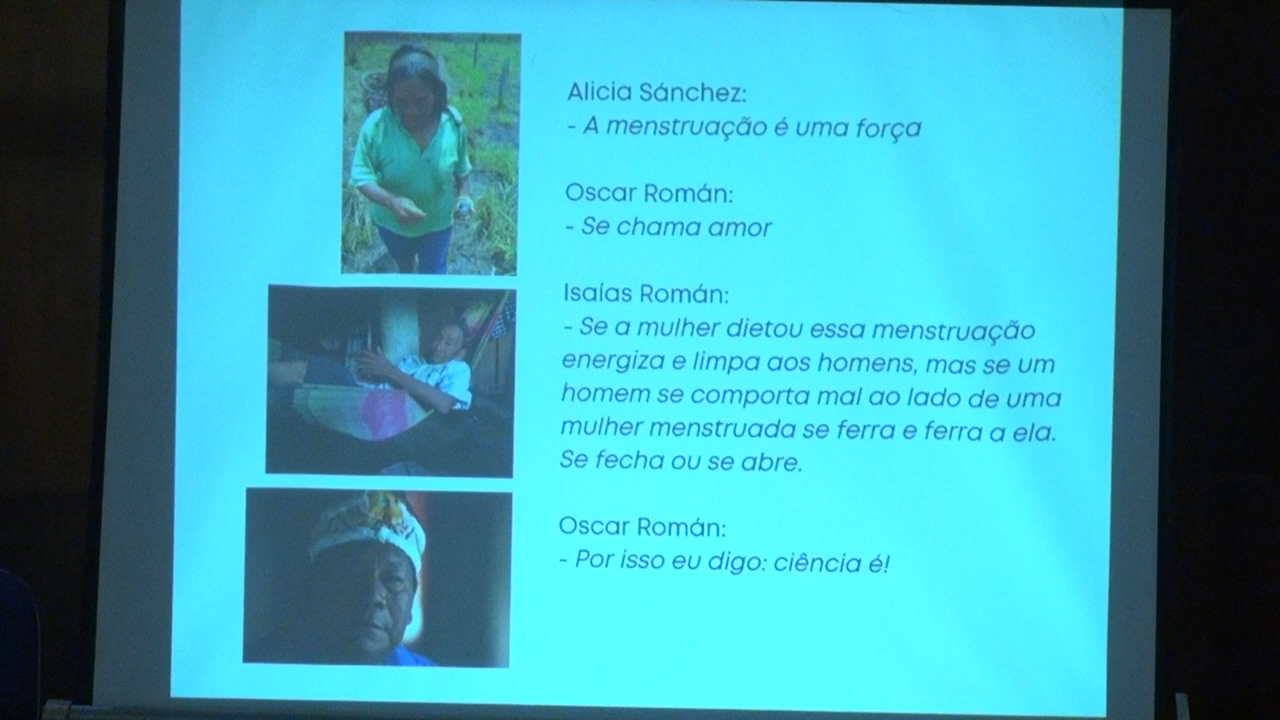 Alicia Sánchez:
- A menstruação é uma força
Oscar Román:
- Se chama amor
Isaías Román:
- Se a mulher dietou essa menstruação
energiza e limpa aos homens, mas se um
homem se comporta mal ao lado de uma
mulher menstruada se ferra e ferra a ela.
Se fecha ou se abre.
Oscar Román:
- Por isso eu digo: ciência é!